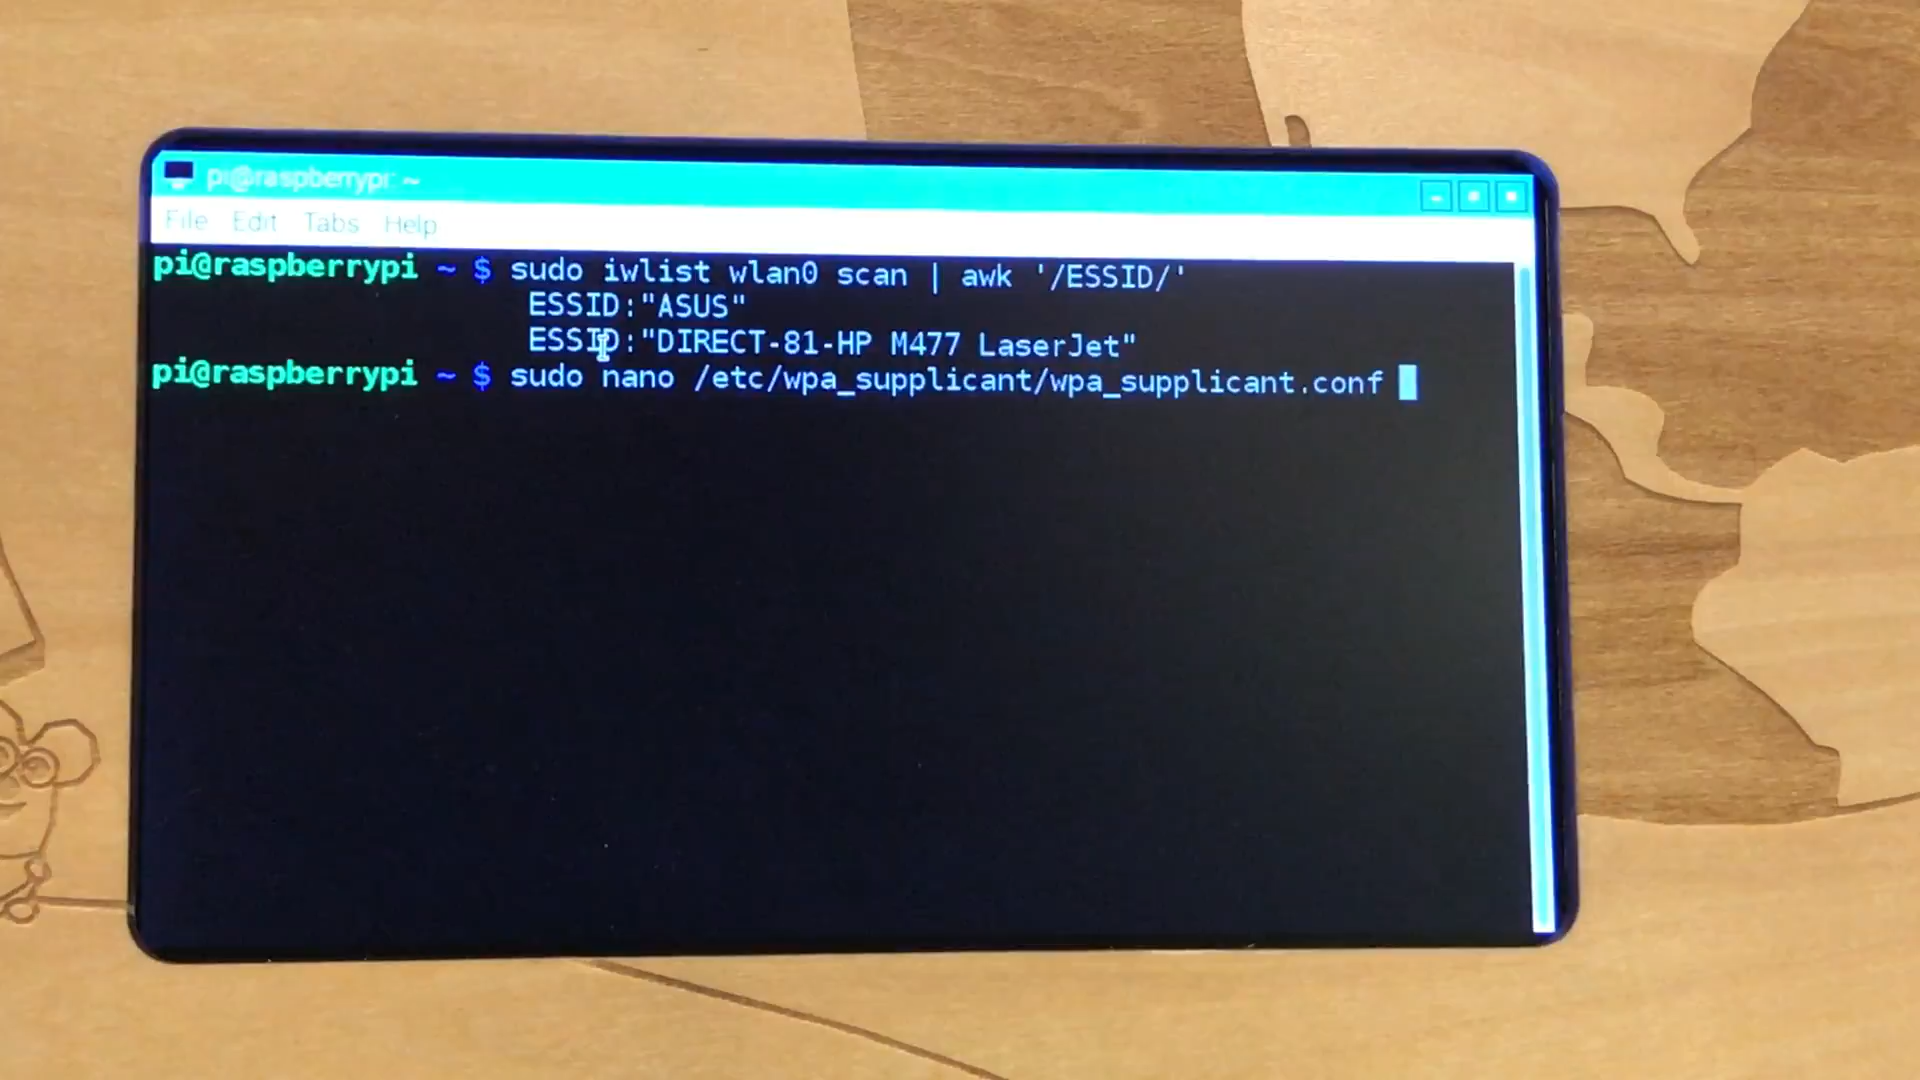 pi@raspberrypi: ~
File Edit Tabs Help
pi@raspberrypi ~ $ sudo iwlist wlan0 scan | awk '/ESSID/'
ESSID:"ASUS"
ESSID:"DIRECT-81-HP M477 LaserJet"
pi@raspberrypi ~ $ sudo nano /etc/wpa_supplicant/wpa_supplicant.conf